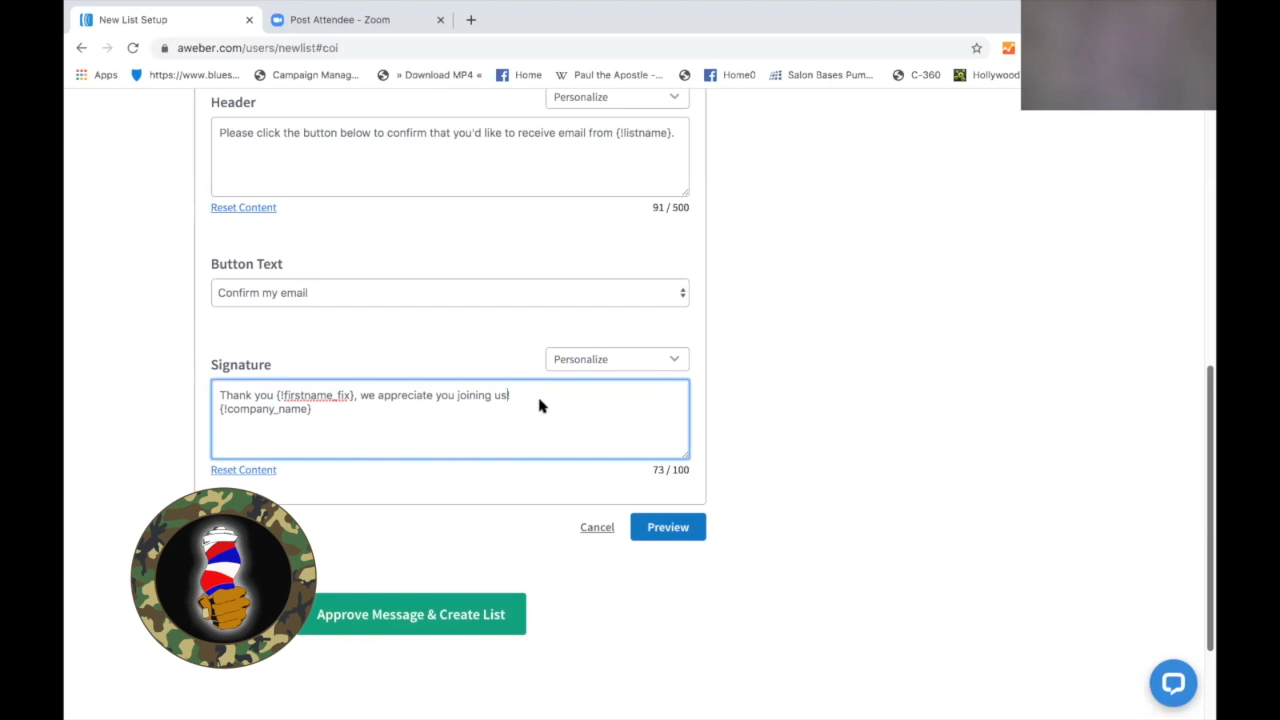 New List Setup
Post Attendee - Zoom
aweber.com/users/newlist#coi
Apps
https://www.blues...
Campaign Manag...
» Download MP4 «
Home
Paul the Apostle -...
Home0
Salon Bases Pum...
C-360
Hollywood
Header
Personalize
Please click the button below to confirm that you'd like to receive email from {!listname}.
Reset Content
91 / 500
Button Text
Confirm my email
Signature
Personalize
Thank you {!firstname_fix}, we appreciate you joining us!
{!company_name}
Reset Content
73 / 100
Cancel
Preview
Approve Message & Create List